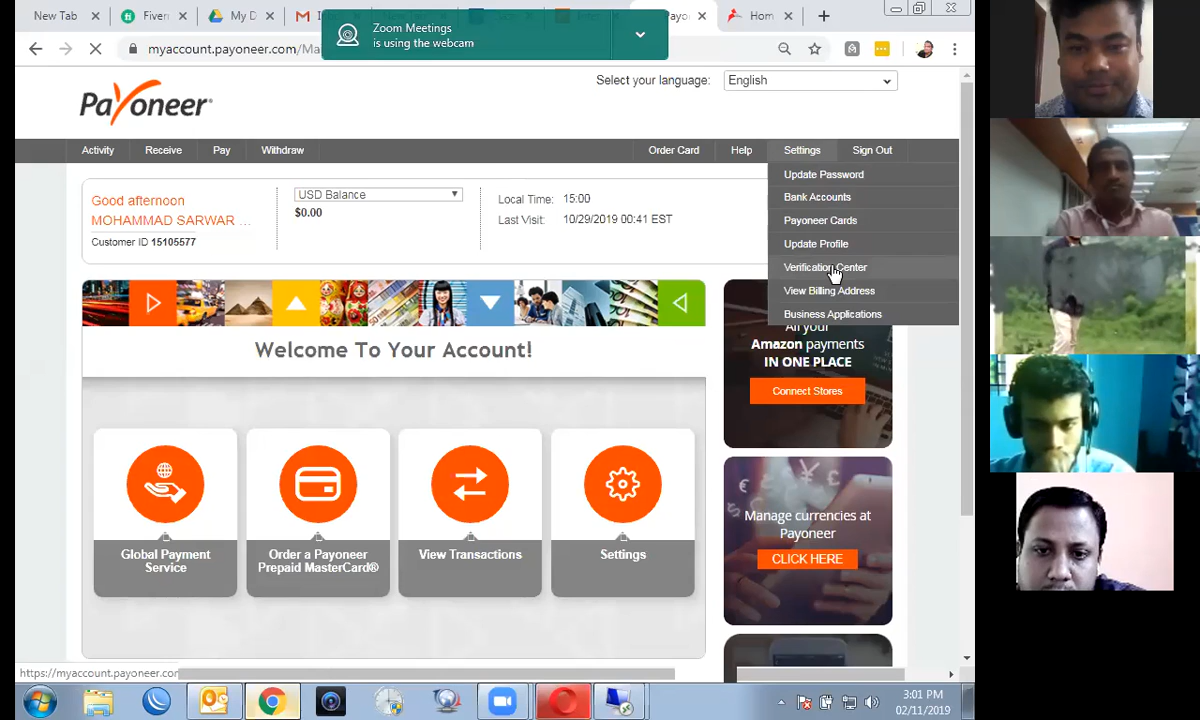 New Tab
Fiver
My D
Payo
Hom
Zoom Meetings
is using the webcam
myaccount.payoneer.com/Ma
Select your language:
English
Payoneer
Activity
Receive
Pay
Withdraw
Order Card
Help
Settings
Sign Out
Good afternoon
MOHAMMAD SARWAR ...
Customer ID 15105577
USD Balance
$0.00
Local Time: 15:00
Last Visit: 10/29/2019 00:41 EST
Update Password
Bank Accounts
Payoneer Cards
Update Profile
Verification Center
View Billing Address
Business Applications
Welcome To Your Account!
All your
Amazon payments
IN ONE PLACE
Connect Stores
Global Payment
Service
Order a Payoneer
Prepaid MasterCard®
View Transactions
Settings
Manage currencies at
Payoneer
CLICK HERE
https://myaccount.payoneer.com
3:01 PM
02/11/2019